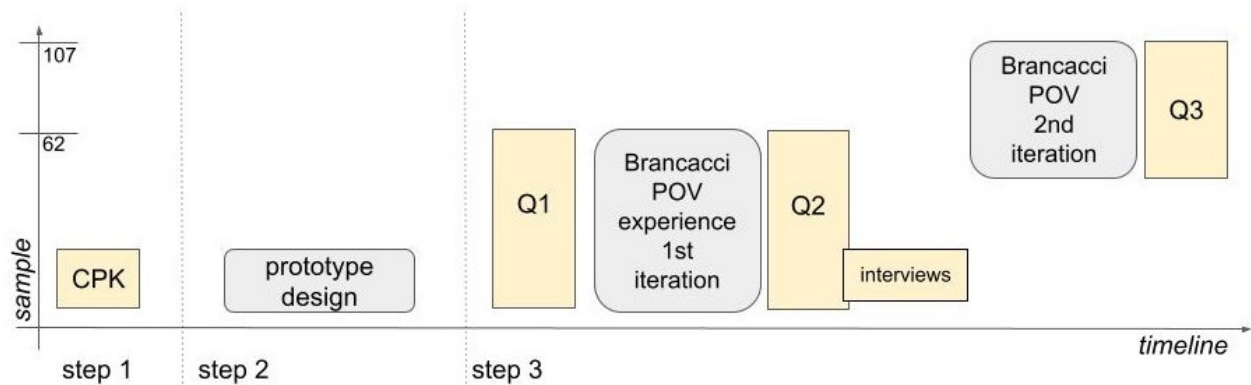 107
62
sample
CPK
prototype
design
Q1
Brancacci
POV
experience
1st
iteration
Q2
interviews
Brancacci
POV
2nd
iteration
Q3
timeline
step 1
step 2
step 3